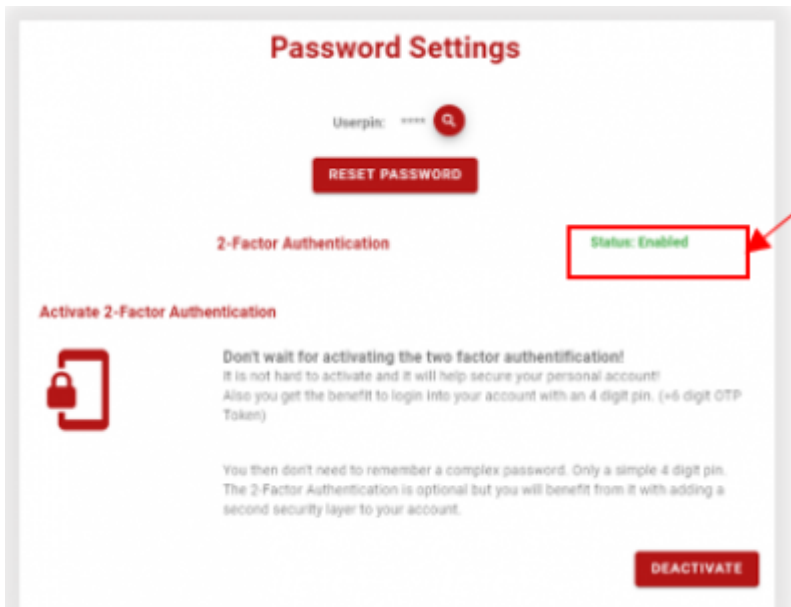 Password Settings
Userpin: ****
RESET PASSWORD
2-Factor Authentication Status: Enabled
Activate 2-Factor Authentication
Don't wait for activating the two factor authentification!
It is not hard to activate and it will help secure your personal account!
Also you get the benefit to login into your account with an 4 digit pin. (+6 digit OTP
Token)
You then don't need to remember a complex password. Only a simple 4 digit pin.
The 2-Factor Authentication is optional but you will benefit from it with adding a
second security layer to your account.
DEACTIVATE